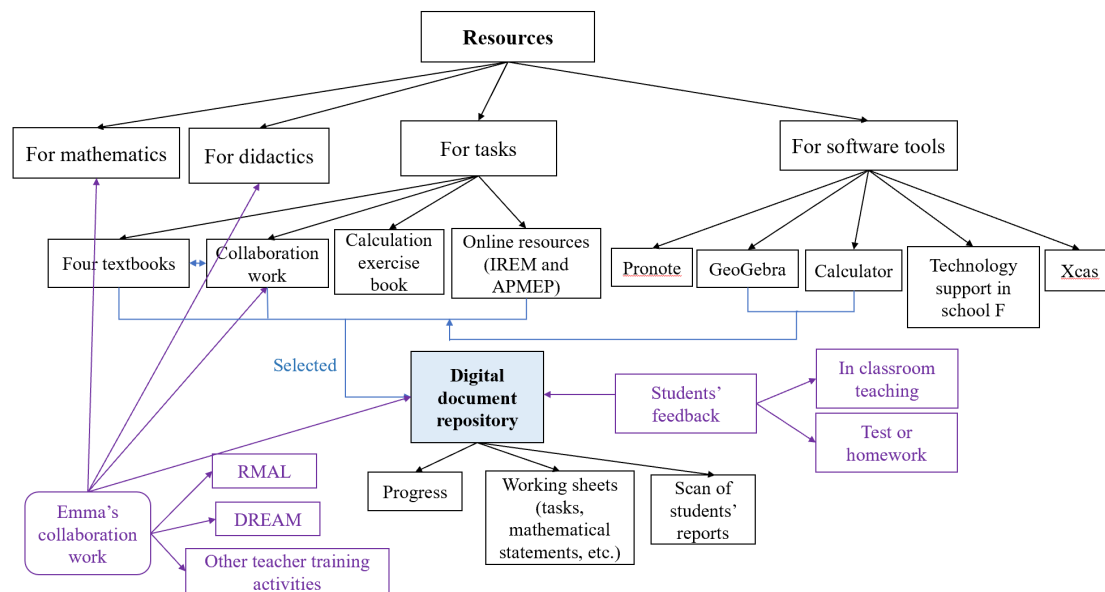 Resources
For mathematics
For didactics
For tasks
For software tools
Four textbooks
Collaboration
work
Calculation
exercise
book
Online resources
(IREM and
APMEP)
Pronote
GeoGebra
Calculator
Technology
support in
school F
Xcas
Selected
Digital
document
repository
Students’
feedback
In classroom
teaching
Test or
homework
Progress
Working sheets
(tasks,
mathematical
statements, etc.)
Scan of
students’
reports
Emma’s
collaboration
work
RMAL
DREAM
Other teacher training
activities